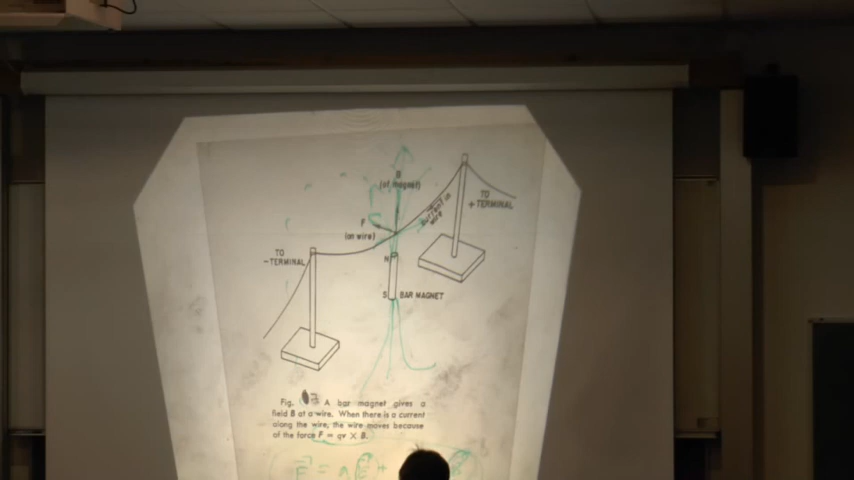 B
(of magnet)
TO
+ TERMINAL
Current in
wire
F
(on wire)
TO
- TERMINAL
N
S BAR MAGNET
Fig. A bar magnet gives a
field B at a wire. When there is a current
along the wire, the wire moves because
of the force F = qv × B.
F = q E +